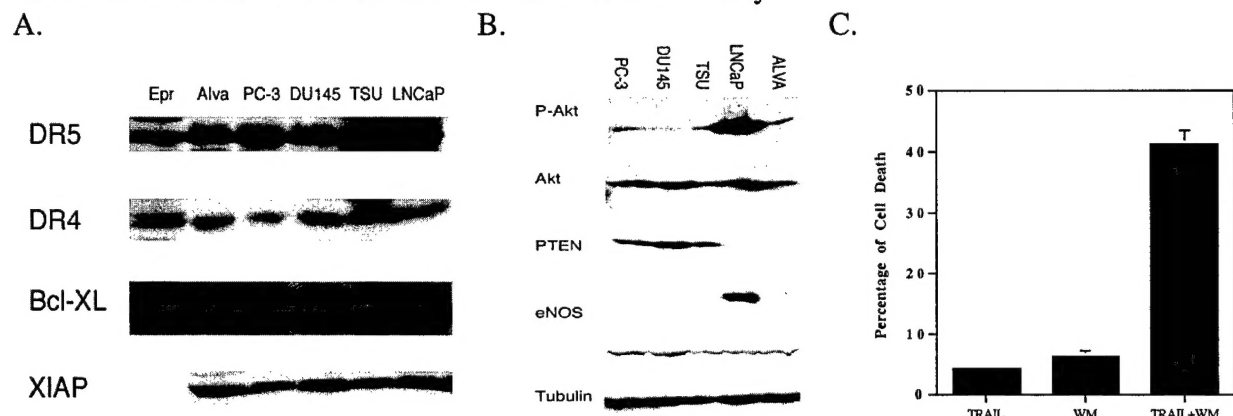 A.
Epr Alva PC-3 DU145 TSU LNCaP
DR5
DR4
Bcl-XL
XIAP
B.
PC-3 DU145 TSU LNCaP ALVA
P-Akt
Akt
PTEN
eNOS
Tubulin
C.
Percentage of Cell Death
50
40
30
20
10
0
TRAIL WM TRAIL+WM